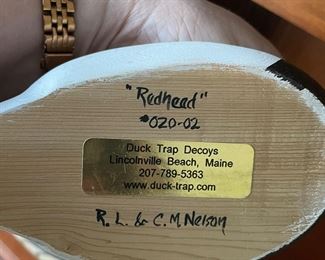 "Redhead"
#020-02
Duck Trap Decoys
Lincolnville Beach, Maine
207-789-5363
www.duck-trap.com
R. L. & C. M. Nelson